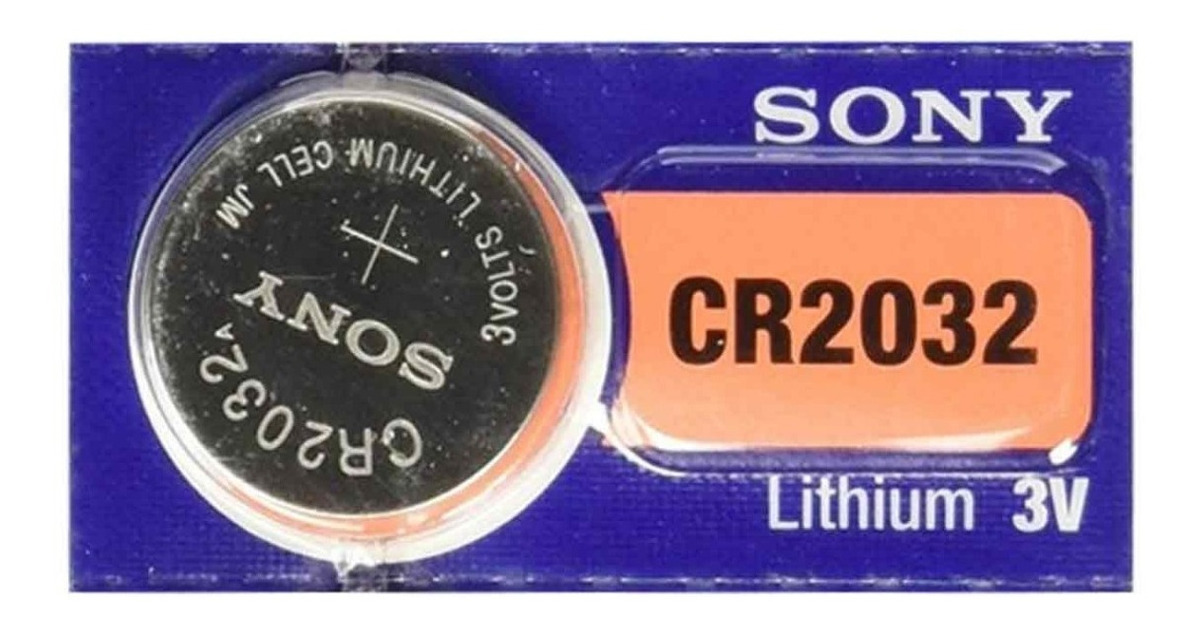 SONY
CR2032
Lithium 3V
3VOLTS LITHIUM CELL JM
+
SONY
CR2032 A